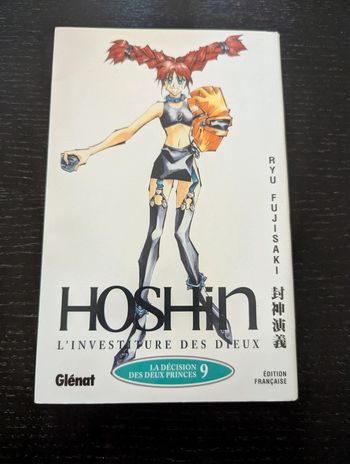 RYU FUJISAKI
封神演義
HOSHin
L'INVESTITURE DES DIEUX
LA DÉCISION
DES DEUX PRINCES 9
Glénat
ÉDITION
FRANÇAISE